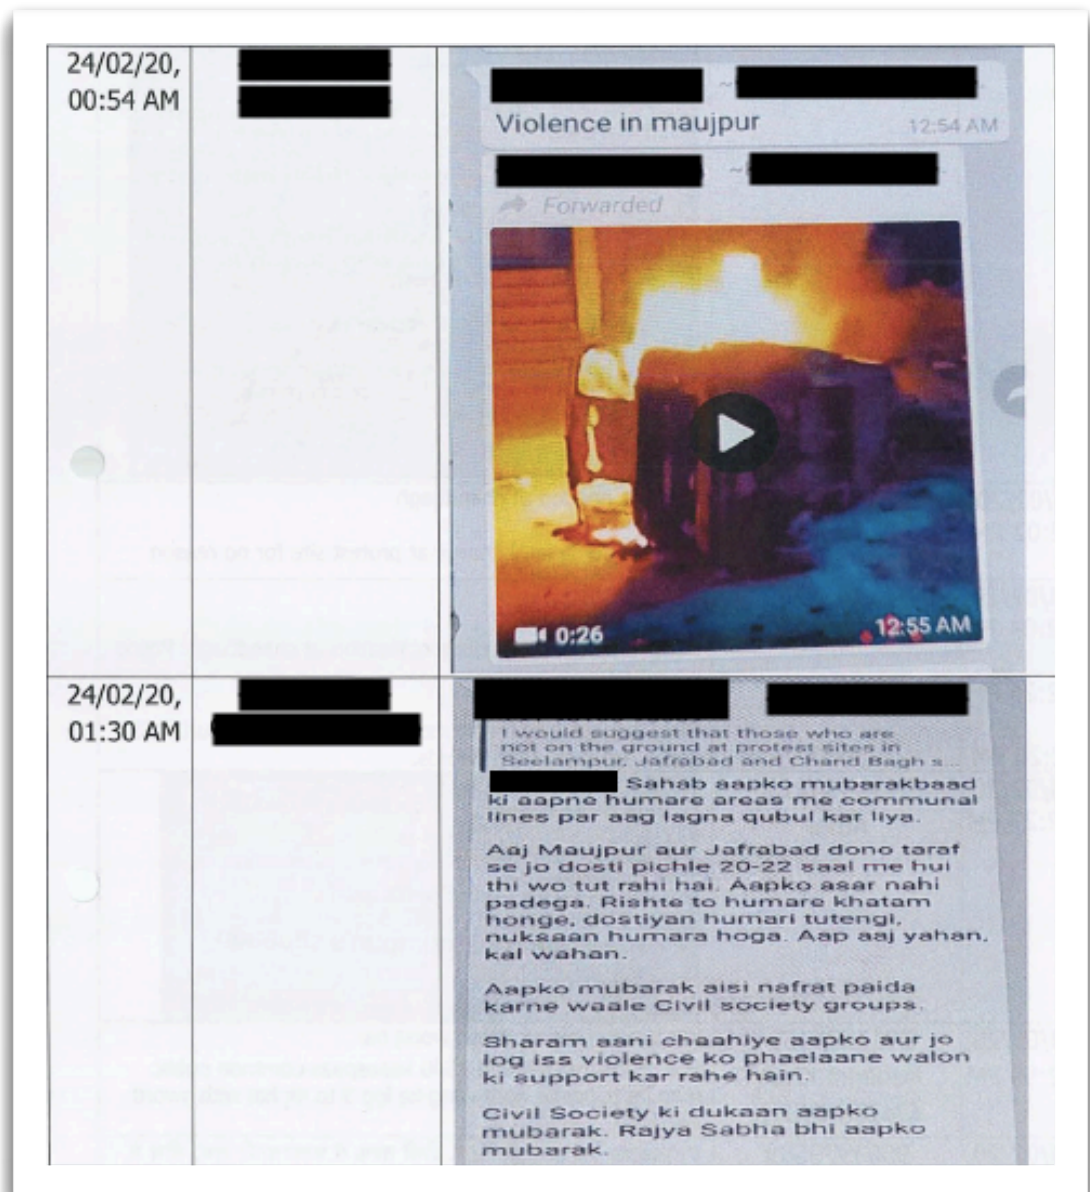 24/02/20,
00:54 AM
Violence in maujpur
12:54 AM
Forwarded
0:26
12:55 AM
24/02/20,
01:30 AM
I would suggest that those who are
not on the ground at protest sites in
Seelampur, Jafrabad and Chand Bagh s...
Sahab aapko mubarakbaad
ki aapne humare areas me communal
lines par aag lagna qubul kar liya.
Aaj Maujpur aur Jafrabad dono taraf
se jo dosti pichle 20-22 saal me hui
thi wo tut rahi hai. Aapko asar nahi
padega. Rishte to humare khatam
honge, dostiyan humari tutengi,
nuksaan humara hoga. Aap aaj yahan,
kal wahan.
Aapko mubarak aisi nafrat paida
karne waale Civil society groups.
Sharam aani chaahiye aapko aur jo
log iss violence ko phaelaane walon
ki support kar rahe hain.
Civil Society ki dukaan aapko
mubarak. Rajya Sabha bhi aapko
mubarak.